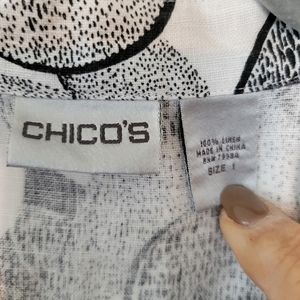 CHICO'S
100% LINEN
MADE IN CHINA
SIZE 1